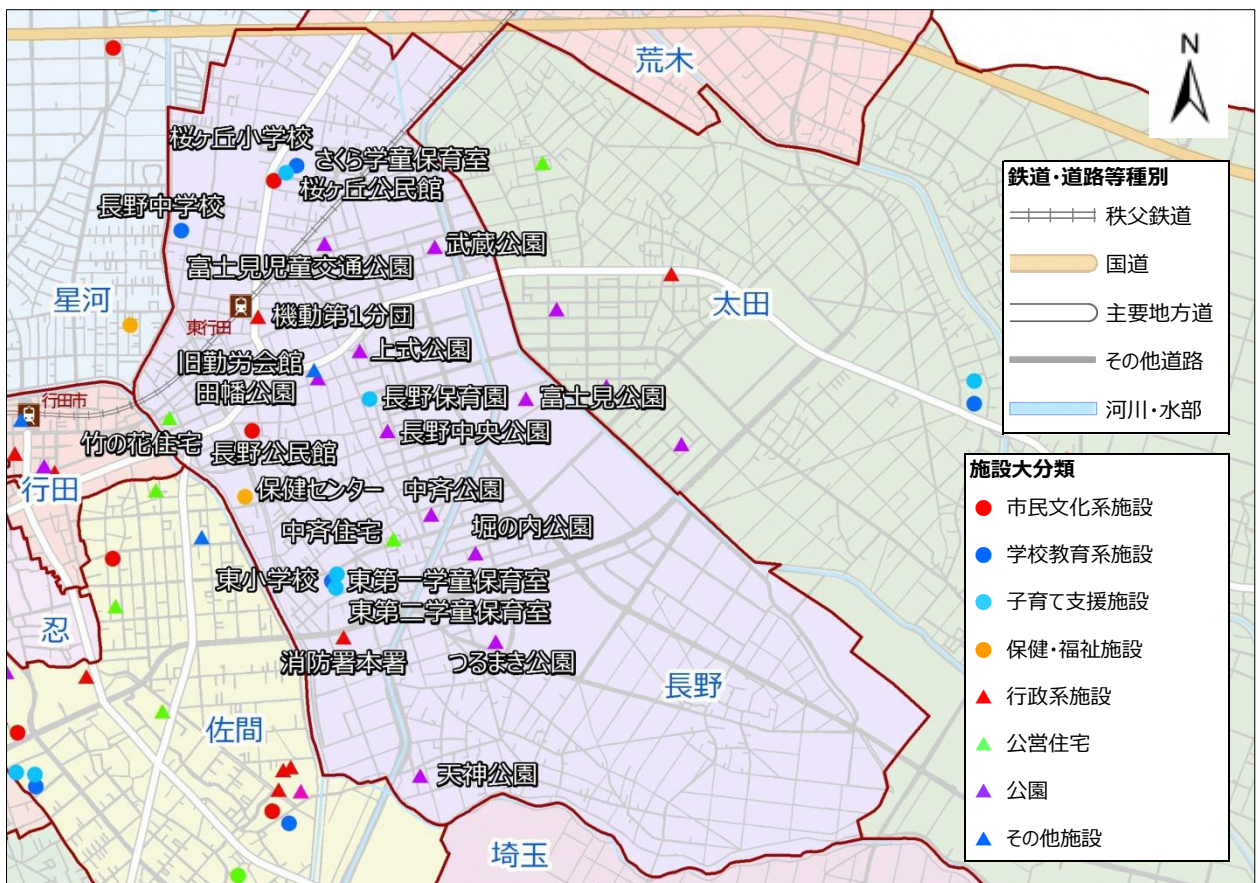 荒木
N
桜ヶ丘小学校
さくら学童保育室
桜ヶ丘公民館
長野中学校
武蔵公園
富士見児童交通公園
星河
太田
東行田
機動第1分団
上式公園
旧勤労会館
田幡公園
長野保育園
富士見公園
行田市
長野中央公園
竹の花住宅
長野公民館
行田
保健センター
中斉公園
中斉住宅
堀の内公園
東小学校
東第一学童保育室
東第二学童保育室
忍
消防署本署
つるまき公園
長野
佐間
天神公園
埼玉
鉄道・道路等種別
秩父鉄道
国道
主要地方道
その他道路
河川・水部
施設大分類
市民文化系施設
学校教育系施設
子育て支援施設
保健・福祉施設
行政系施設
公営住宅
公園
その他施設